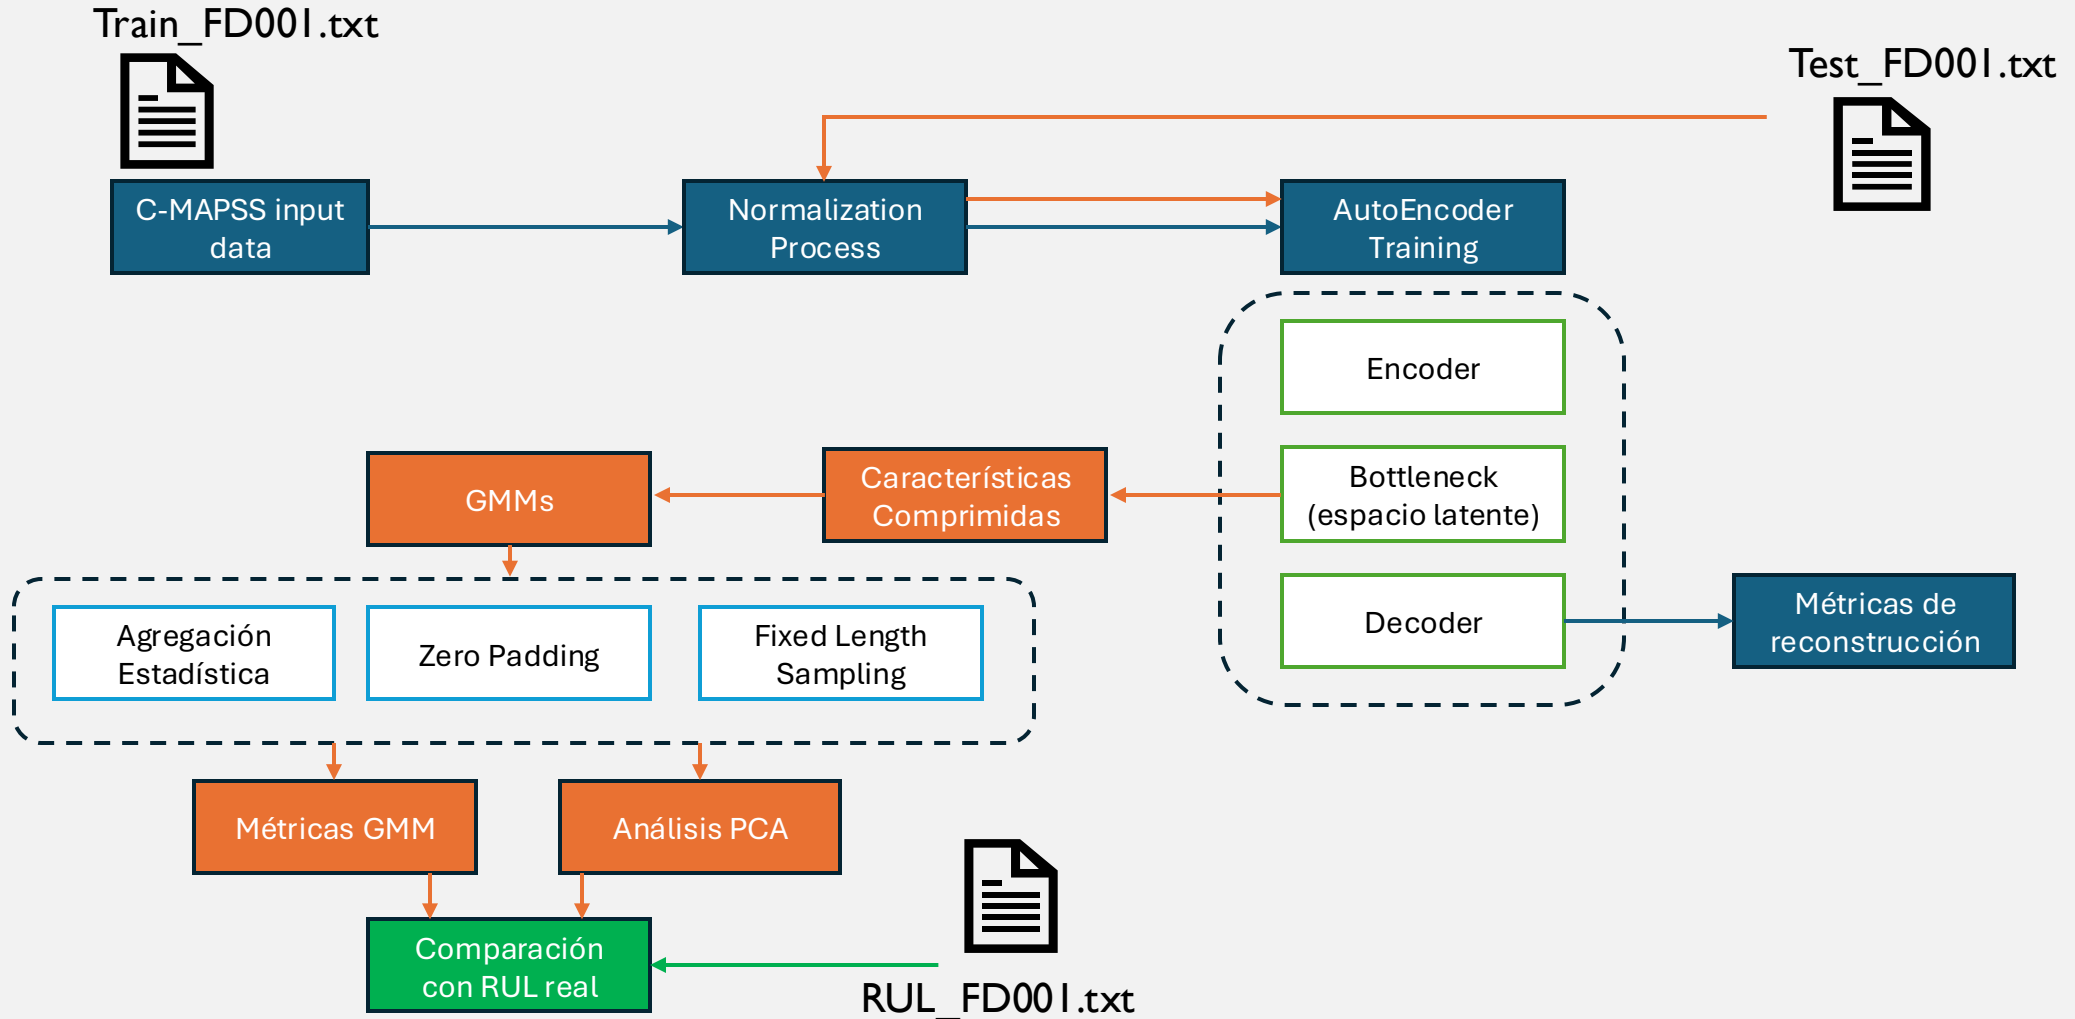 Train_FD001.txt
Test_FD001.txt
C-MAPSS input
data
Normalization
Process
AutoEncoder
Training
Encoder
Bottleneck
(espacio latente)
Decoder
Características
Comprimidas
GMMs
Métricas de
reconstrucción
Agregación
Estadística
Zero Padding
Fixed Length
Sampling
Métricas GMM
Análisis PCA
Comparación
con RUL real
RUL_FD001.txt